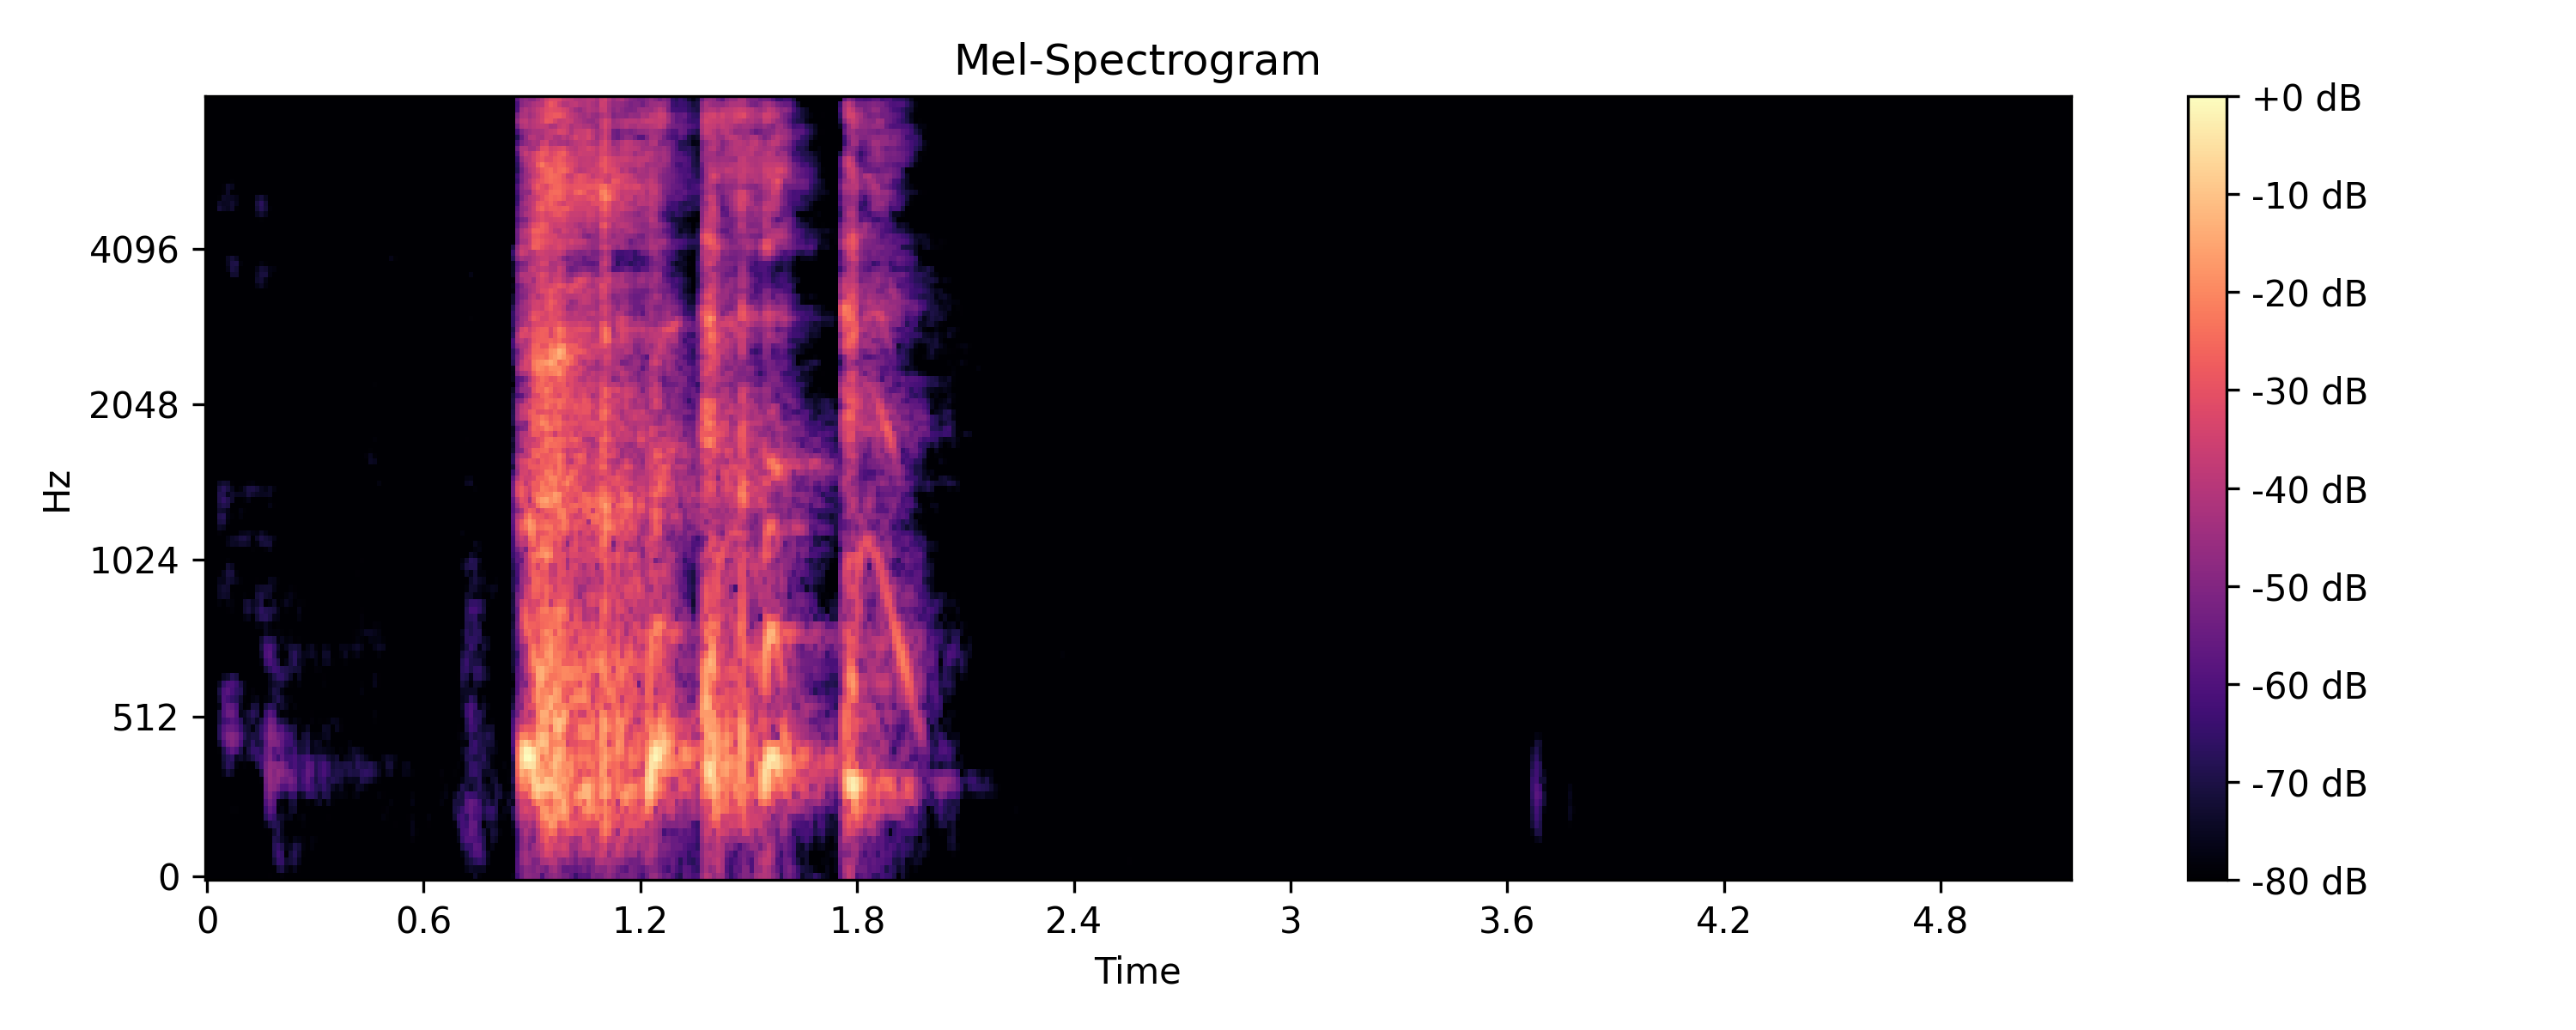 Mel-Spectrogram
+0 dB
-10 dB
-20 dB
-30 dB
-40 dB
-50 dB
-60 dB
-70 dB
-80 dB
Hz
4096
2048
1024
512
0
0 0.6 1.2 1.8 2.4 3 3.6 4.2 4.8
Time